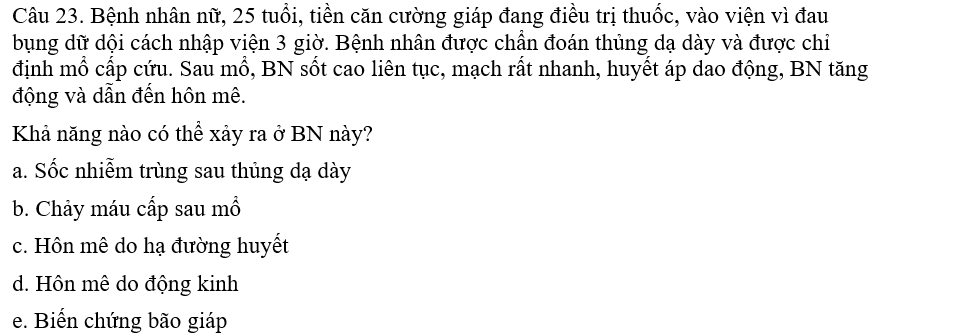 Câu 23. Bệnh nhân nữ, 25 tuổi, tiền căn cường giáp đang điều trị thuốc, vào viện vì đau
bụng dữ dội cách nhập viện 3 giờ. Bệnh nhân được chẩn đoán thủng dạ dày và được chỉ
định mổ cấp cứu. Sau mổ, BN sốt cao liên tục, mạch rất nhanh, huyết áp dao động, BN tăng
động và dẫn đến hôn mê.
Khả năng nào có thể xảy ra ở BN này?
a. Sốc nhiễm trùng sau thủng dạ dày
b. Chảy máu cấp sau mổ
c. Hôn mê do hạ đường huyết
d. Hôn mê do động kinh
e. Biến chứng bão giáp